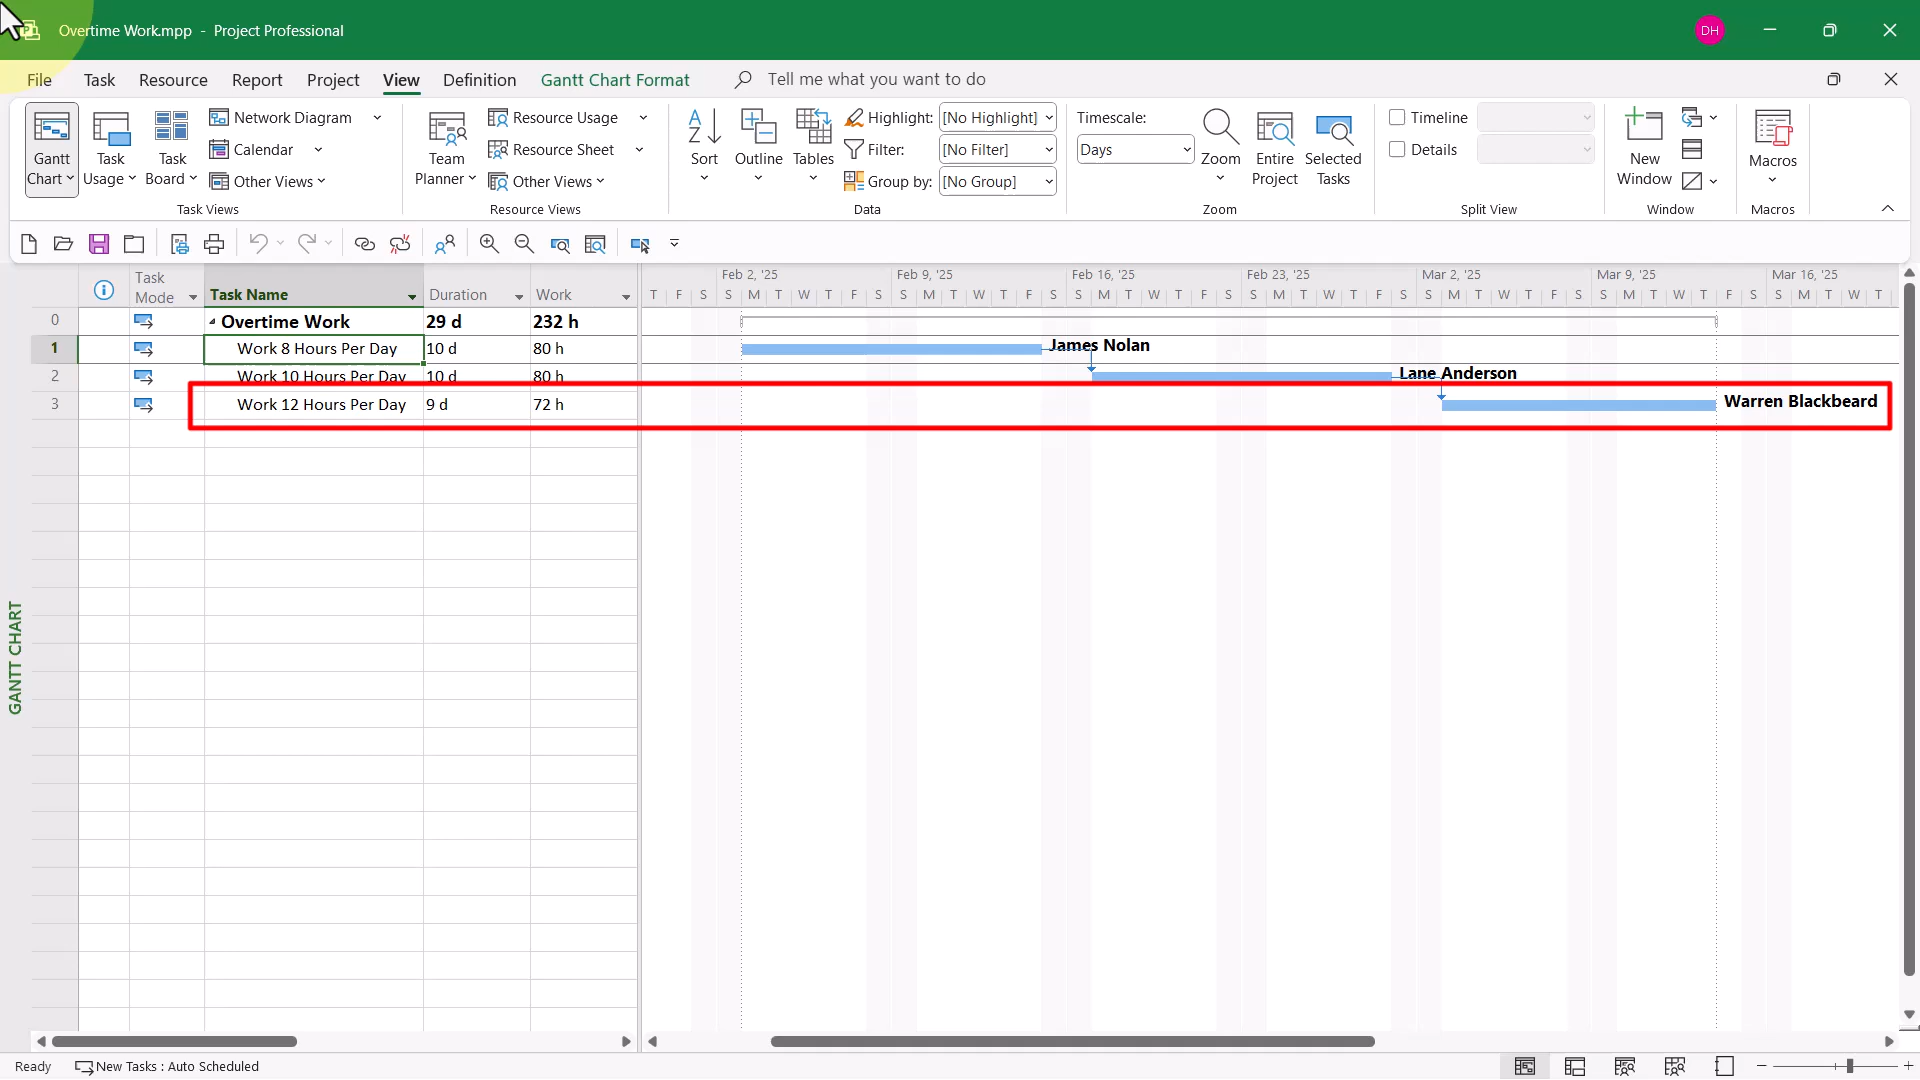 Overtime Work.mpp - Project Professional
DH
File Task Resource Report Project View Definition Gantt Chart Format Tell me what you want to do
Gantt Chart
Task Usage
Task Board
Network Diagram
Calendar
Other Views
Task Views
Team Planner
Resource Usage
Resource Sheet
Other Views
Resource Views
Sort
Outline
Tables
Highlight: [No Highlight]
Filter: [No Filter]
Group by: [No Group]
Data
Timescale:
Days
Zoom
Entire Project
Selected Tasks
Zoom
Timeline
Details
Split View
New Window
Window
Macros
Macros
Task Mode Task Name Duration Work
Feb 2, '25 Feb 9, '25 Feb 16, '25 Feb 23, '25 Mar 2, '25 Mar 9, '25 Mar 16, '25
T F S S M T W T F S S M T W T F S S M T W T F S S M T W T F S S M T W T F S S M T W T F S S M T W T
0 Overtime Work 29 d 232 h
1 Work 8 Hours Per Day 10 d 80 h James Nolan
2 Work 10 Hours Per Day 10 d 80 h Lane Anderson
3 Work 12 Hours Per Day 9 d 72 h Warren Blackbeard
GANTT CHART
Ready New Tasks : Auto Scheduled